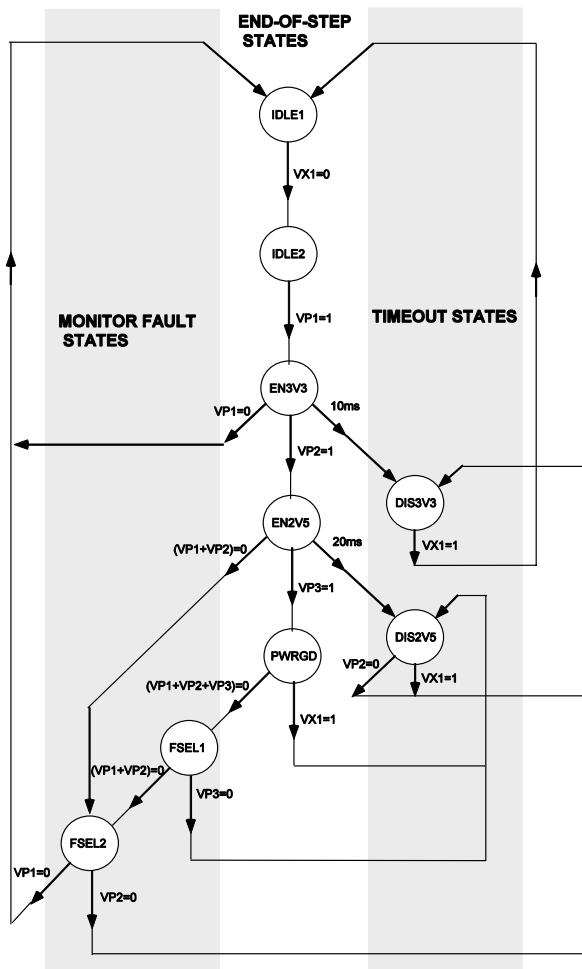 END-OF-STEP
STATES
IDLE1
VX1=0
IDLE2
MONITOR FAULT
STATES
VP1=1
TIMEOUT STATES
EN3V3
VP1=0
10ms
VP2=1
DIS3V3
EN2V5
(VP1+VP2)=0
20ms
VX1=1
VP3=1
DIS2V5
PWRGD
VP2=0
VX1=1
(VP1+VP2+VP3)=0
VX1=1
FSEL1
(VP1+VP2)=0
VP3=0
FSEL2
VP1=0
VP2=0